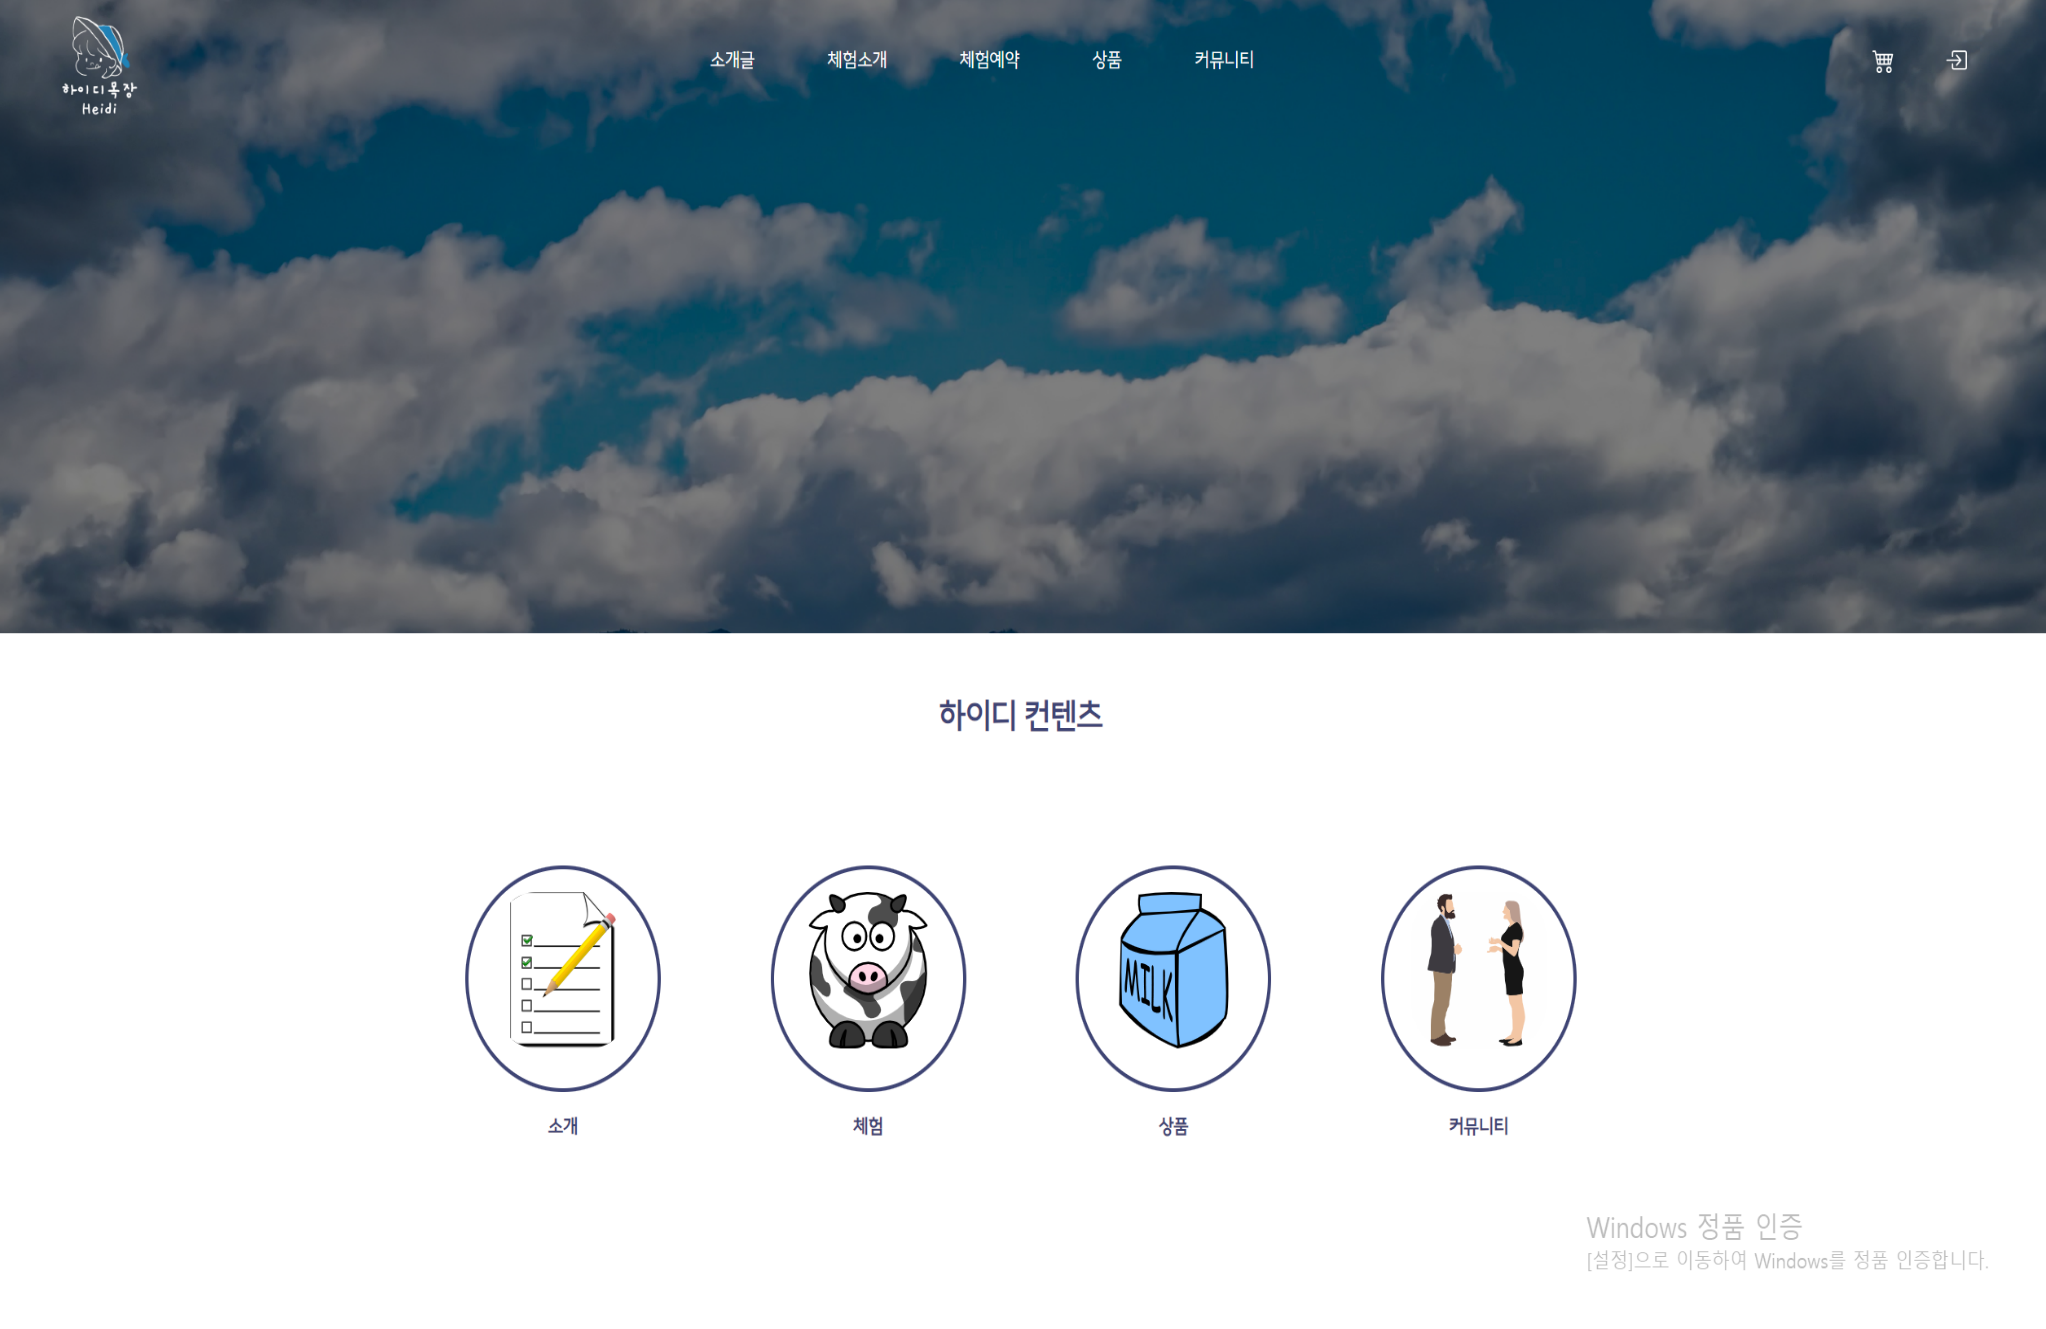 하이디목장
Heidi
소개글
체험소개
체험예약
상품
커뮤니티
하이디 컨텐츠
MILK
소개
체험
상품
커뮤니티
Windows 정품 인증
[설정]으로 이동하여 Windows를 정품 인증합니다.